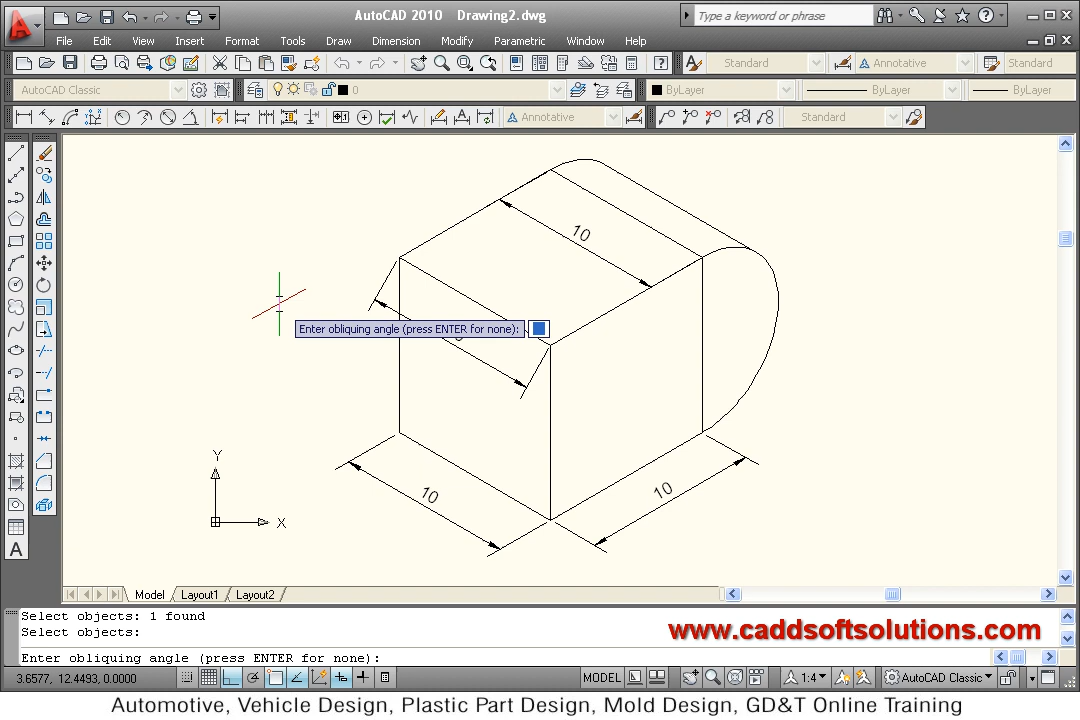 AutoCAD 2010 Drawing2.dwg
Type a keyword or phrase
File Edit View Insert Format Tools Draw Dimension Modify Parametric Window Help
Standard Annotative Standard
AutoCAD Classic 0 ByLayer ByLayer ByLayer
Annotative Standard
10
Enter obliquing angle (press ENTER for none):
10
10
Y
X
A
Model Layout1 Layout2
Select objects: 1 found
Select objects:
www.caddsoftsolutions.com
Enter obliquing angle (press ENTER for none):
3.6577, 12.4493, 0.0000 MODEL 1:4 AutoCAD Classic
Automotive, Vehicle Design, Plastic Part Design, Mold Design, GD&T Online Training